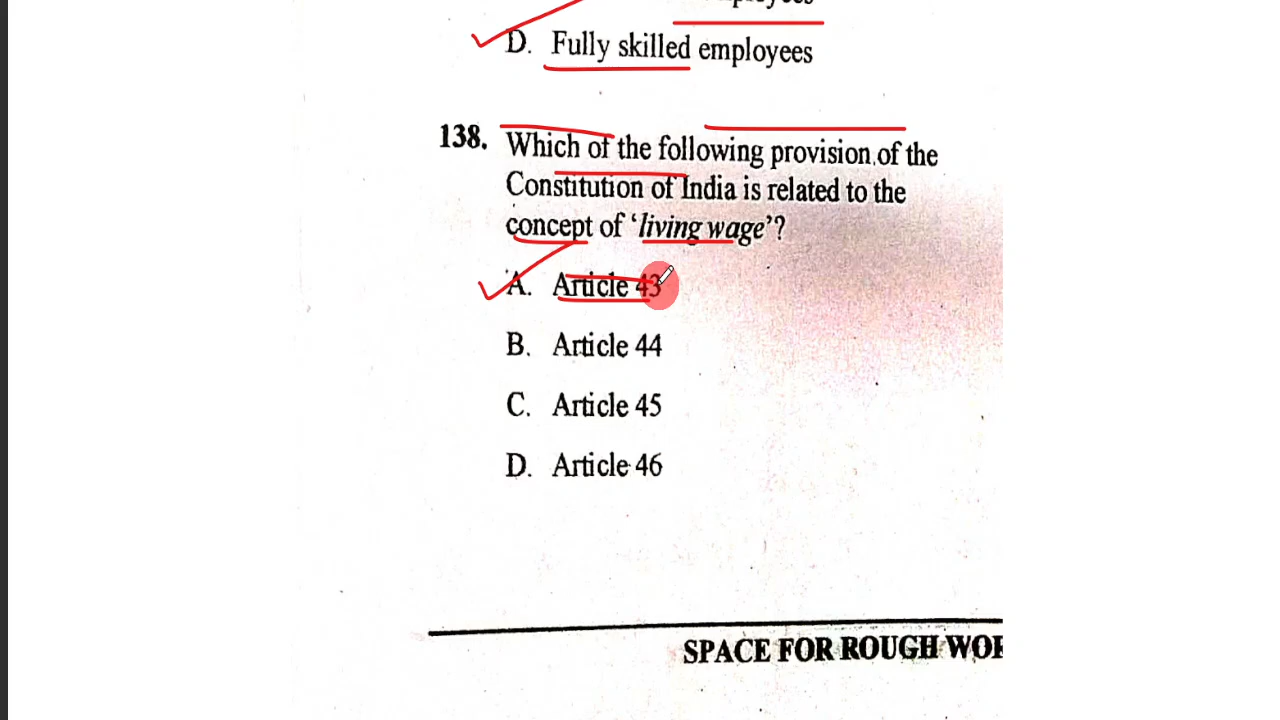 D. Fully skilled employees
138. Which of the following provision of the
Constitution of India is related to the
concept of ‘living wage’?
A. Article 43
B. Article 44
C. Article 45
D. Article 46
SPACE FOR ROUGH